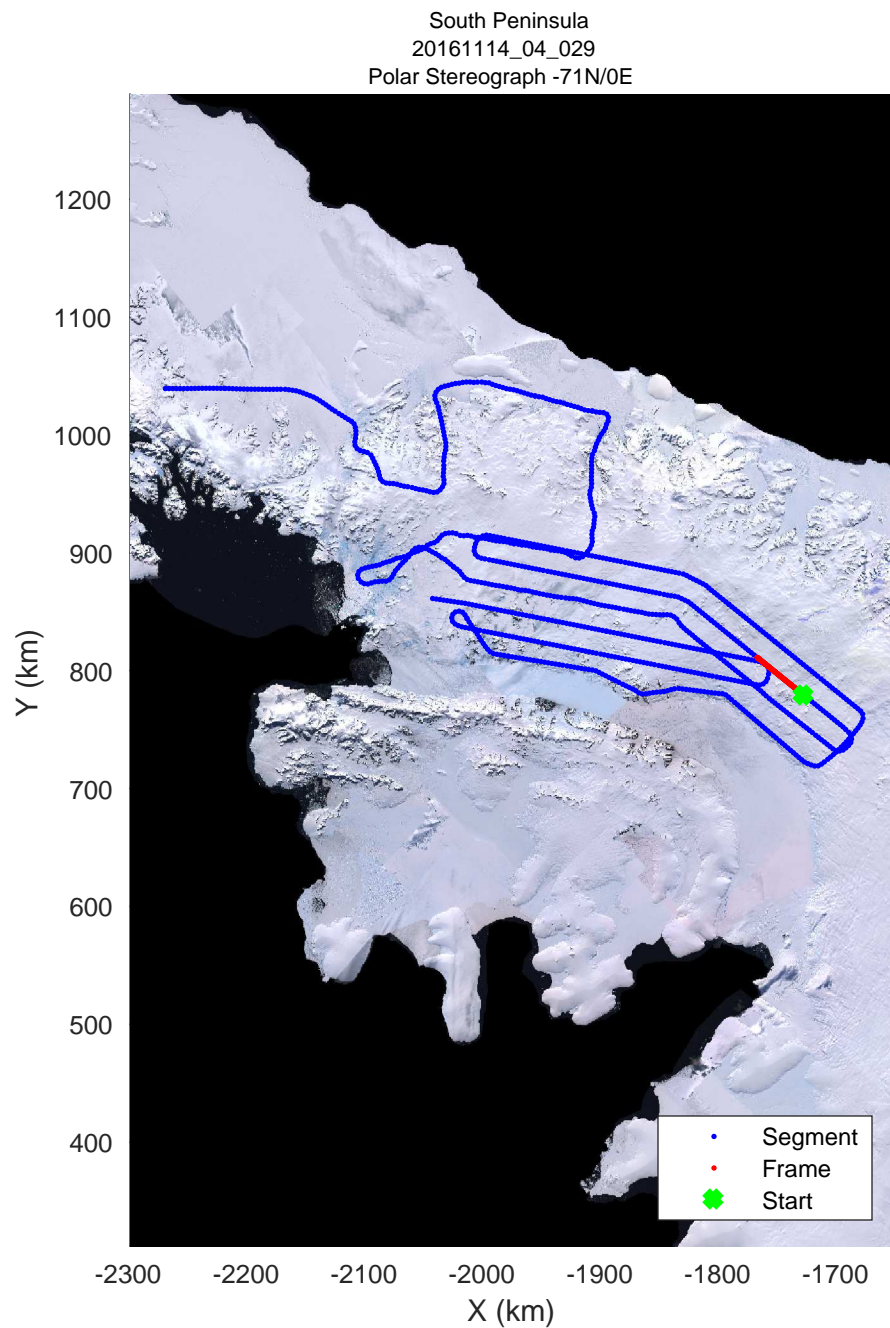 South Peninsula
20161114_04_029
Polar Stereograph -71N/0E
1200
1100
1000
900
800
700
600
500
400
Y (km)
Segment
Frame
Start
-2300 -2200 -2100 -2000 -1900 -1800 -1700
X (km)